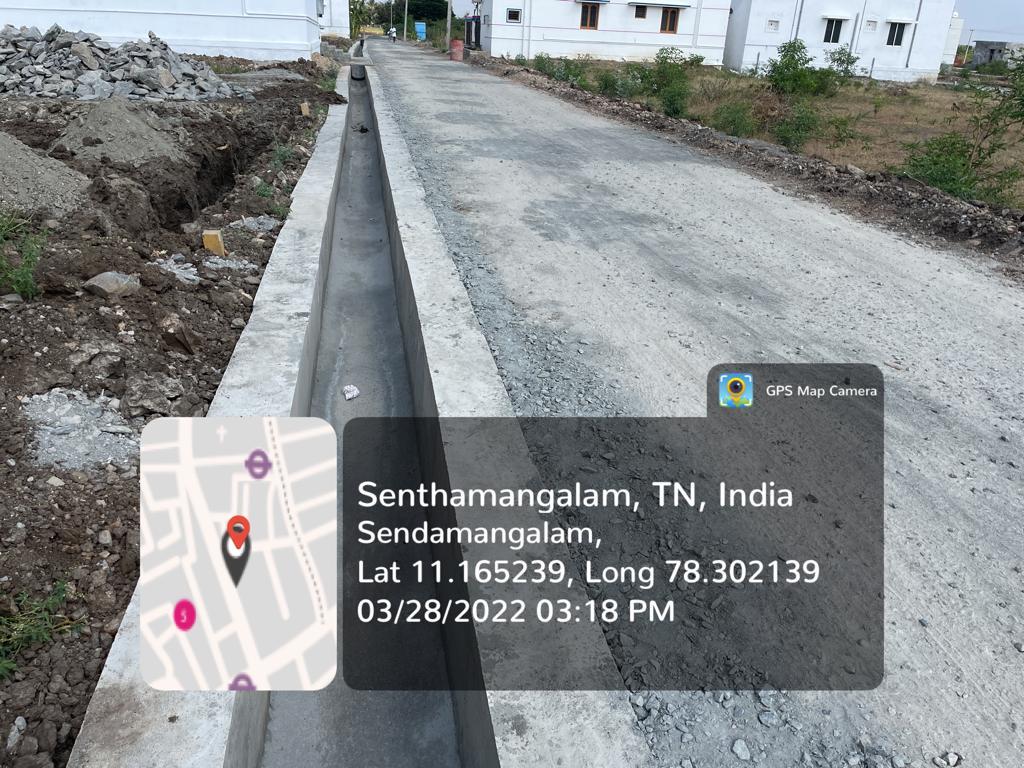 GPS Map Camera
Senthamangalam, TN, India
Sendamangalam,
Lat 11.165239, Long 78.302139
03/28/2022 03:18 PM